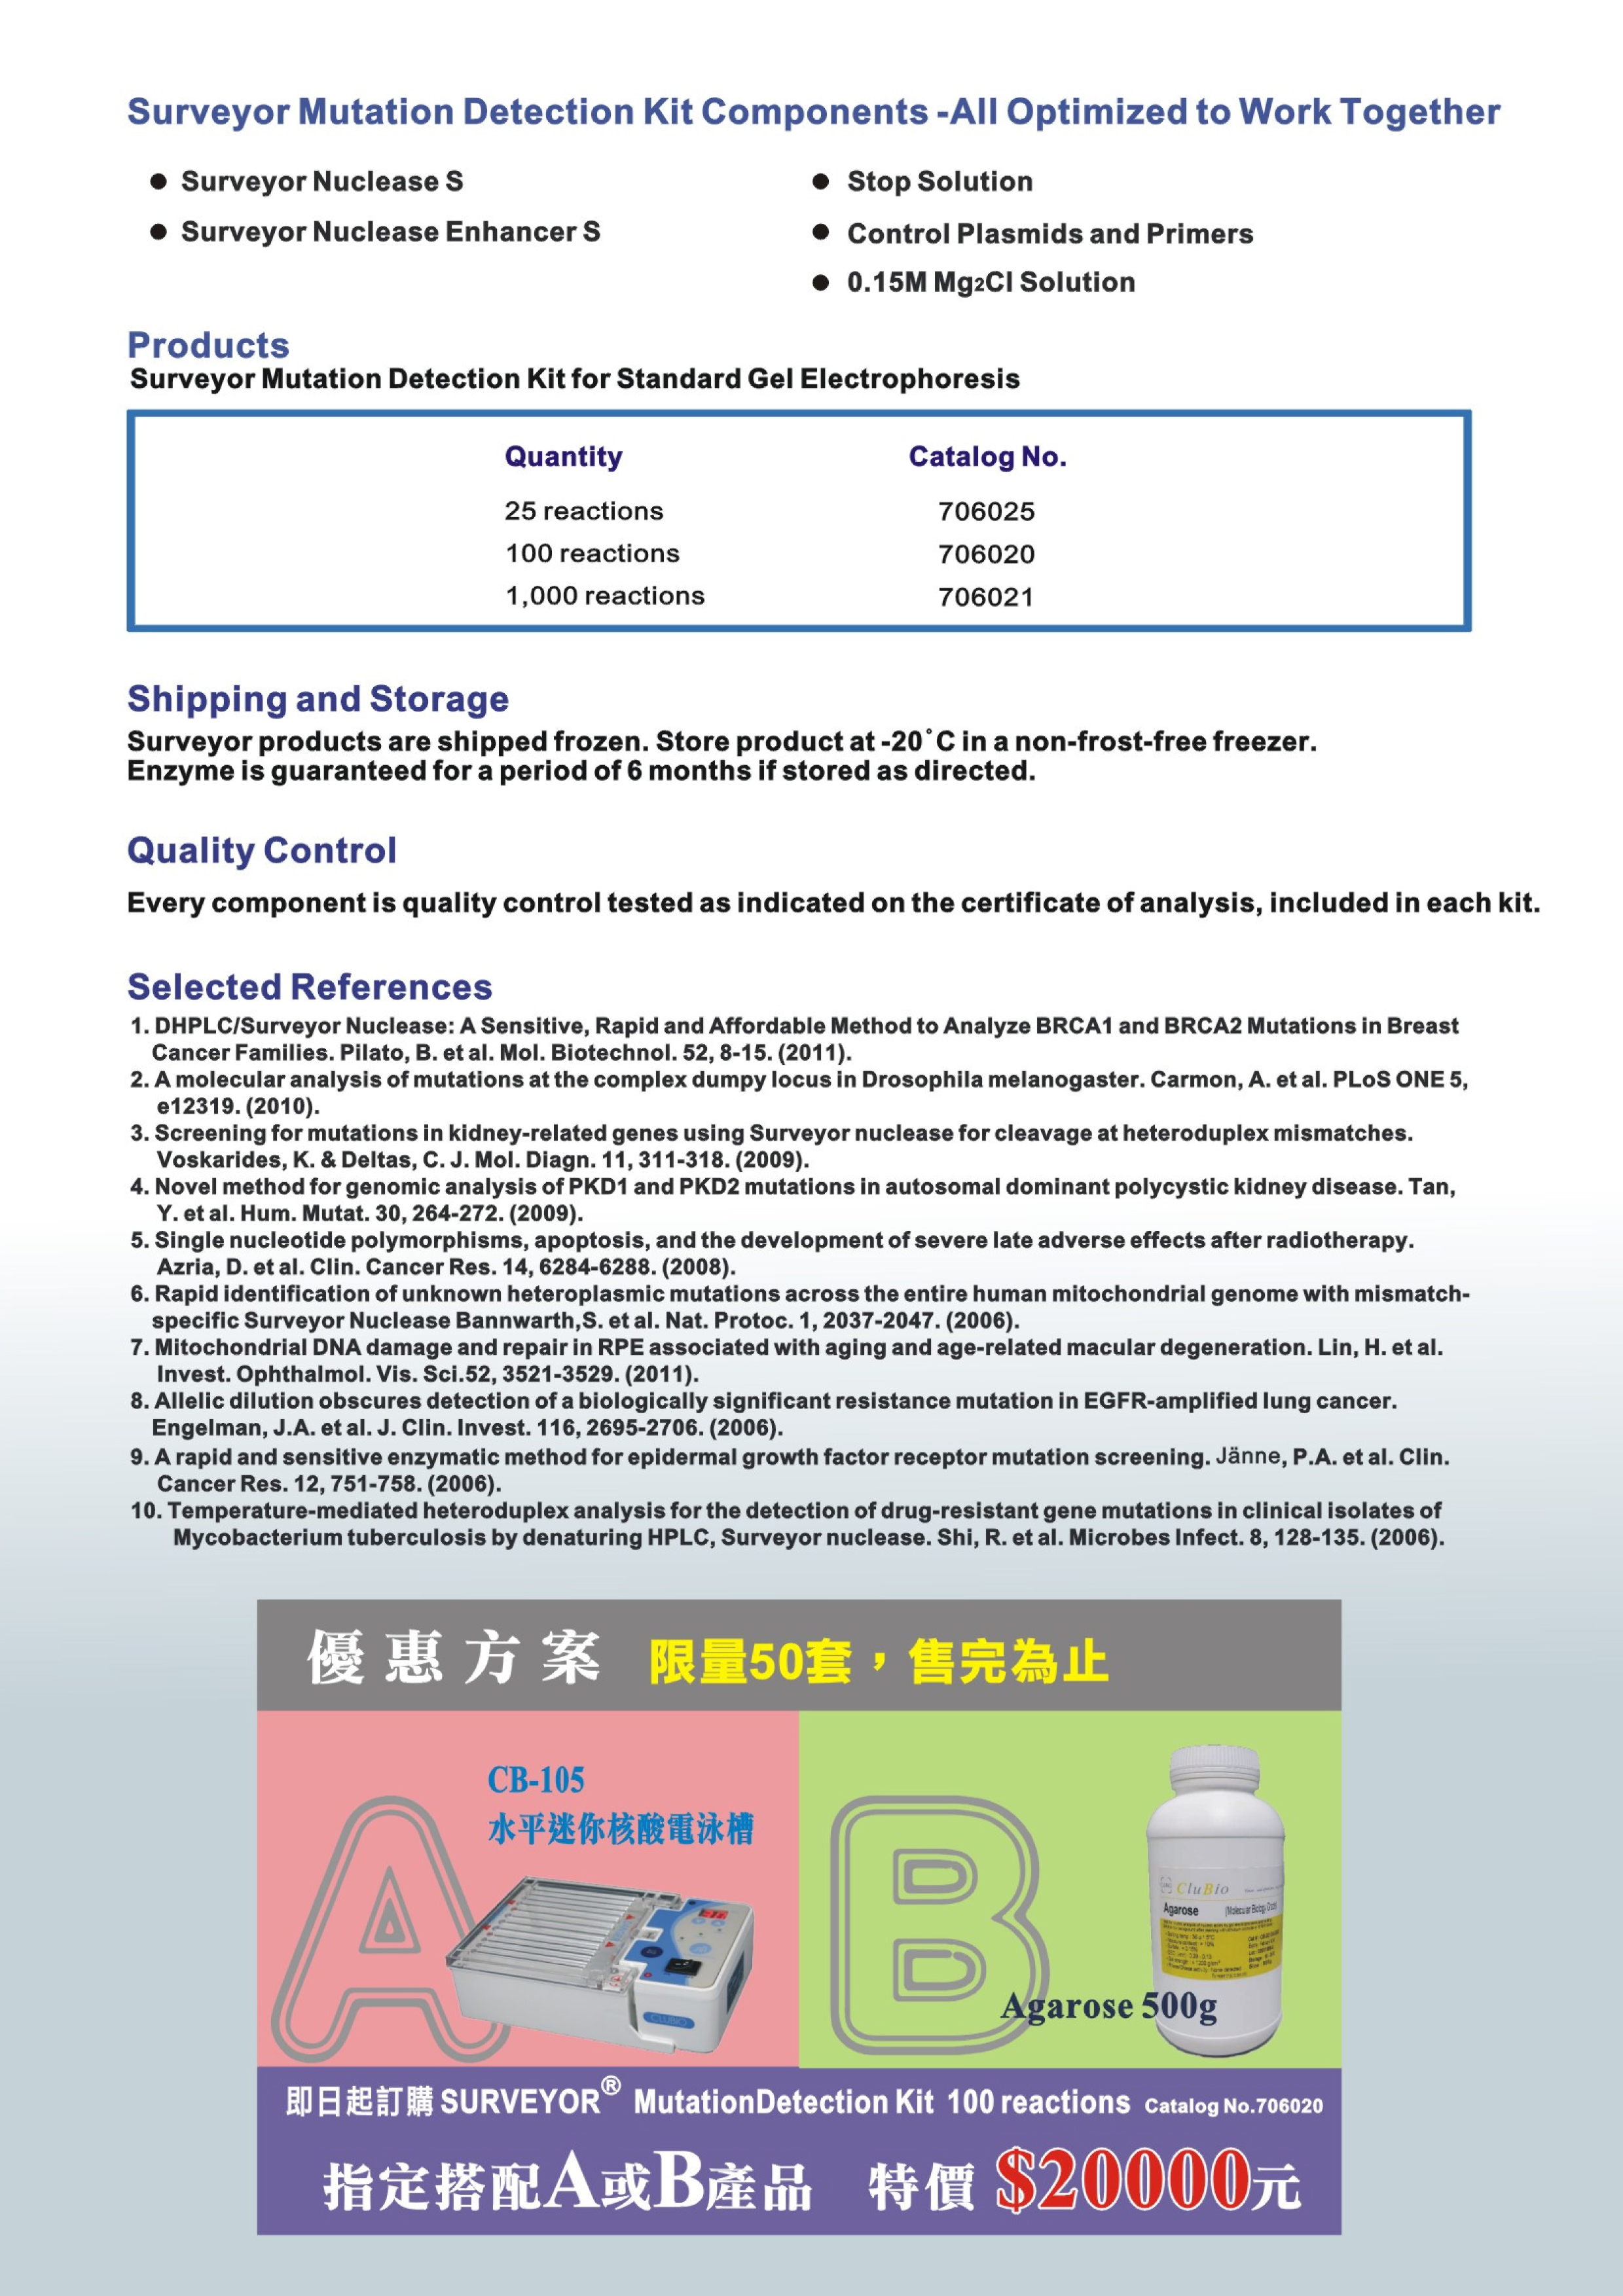 Surveyor Mutation Detection Kit Components -All Optimized to Work Together
● Surveyor Nuclease S
● Surveyor Nuclease Enhancer S
● Stop Solution
● Control Plasmids and Primers
● 0.15M Mg2Cl Solution
Products
Surveyor Mutation Detection Kit for Standard Gel Electrophoresis
Quantity Catalog No.
25 reactions 706025
100 reactions 706020
1,000 reactions 706021
Shipping and Storage
Surveyor products are shipped frozen. Store product at -20˚C in a non-frost-free freezer.
Enzyme is guaranteed for a period of 6 months if stored as directed.
Quality Control
Every component is quality control tested as indicated on the certificate of analysis, included in each kit.
Selected References
1. DHPLC/Surveyor Nuclease: A Sensitive, Rapid and Affordable Method to Analyze BRCA1 and BRCA2 Mutations in Breast
Cancer Families. Pilato, B. et al. Mol. Biotechnol. 52, 8-15. (2011).
2. A molecular analysis of mutations at the complex dumpy locus in Drosophila melanogaster. Carmon, A. et al. PLoS ONE 5,
e12319. (2010).
3. Screening for mutations in kidney-related genes using Surveyor nuclease for cleavage at heteroduplex mismatches.
Voskarides, K. & Deltas, C. J. Mol. Diagn. 11, 311-318. (2009).
4. Novel method for genomic analysis of PKD1 and PKD2 mutations in autosomal dominant polycystic kidney disease. Tan,
Y. et al. Hum. Mutat. 30, 264-272. (2009).
5. Single nucleotide polymorphisms, apoptosis, and the development of severe late adverse effects after radiotherapy.
Azria, D. et al. Clin. Cancer Res. 14, 6284-6288. (2008).
6. Rapid identification of unknown heteroplasmic mutations across the entire human mitochondrial genome with mismatch-
specific Surveyor Nuclease Bannwarth,S. et al. Nat. Protoc. 1, 2037-2047. (2006).
7. Mitochondrial DNA damage and repair in RPE associated with aging and age-related macular degeneration. Lin, H. et al.
Invest. Ophthalmol. Vis. Sci.52, 3521-3529. (2011).
8. Allelic dilution obscures detection of a biologically significant resistance mutation in EGFR-amplified lung cancer.
Engelman, J.A. et al. J. Clin. Invest. 116, 2695-2706. (2006).
9. A rapid and sensitive enzymatic method for epidermal growth factor receptor mutation screening. Jänne, P.A. et al. Clin.
Cancer Res. 12, 751-758. (2006).
10. Temperature-mediated heteroduplex analysis for the detection of drug-resistant gene mutations in clinical isolates of
Mycobacterium tuberculosis by denaturing HPLC, Surveyor nuclease. Shi, R. et al. Microbes Infect. 8, 128-135. (2006).
優惠方案 限量50套，售完為止
A
CB-105
水平迷你核酸電泳槽
CLUBIO
B
CluBio
Agarose (Molecular Biology Grade)
Agarose 500g
即日起訂購 SURVEYOR® MutationDetection Kit 100 reactions Catalog No.706020
指定搭配A或B產品 特價 $20000元